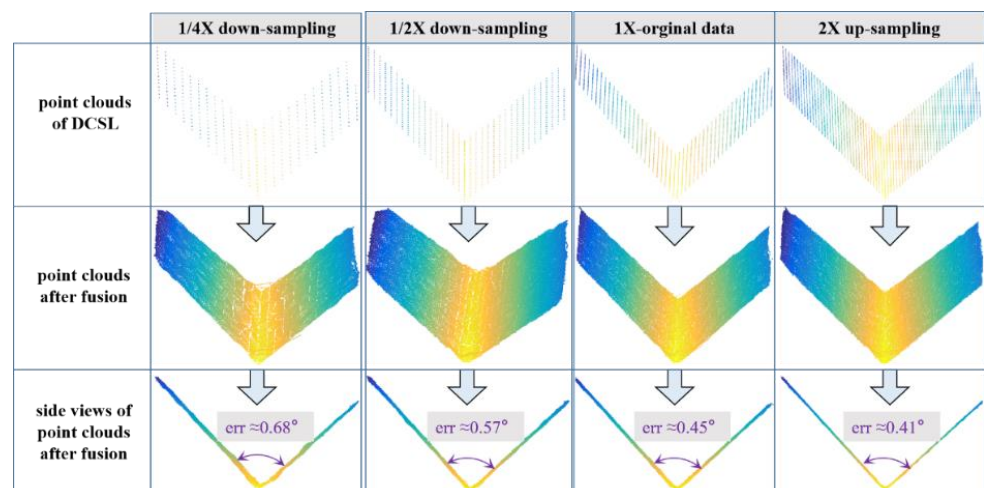 1/4X down-sampling
1/2X down-sampling
1X-orginal data
2X up-sampling
point clouds
of DCSL
point clouds
after fusion
side views of
point clouds
after fusion
err ≈0.68°
err ≈0.57°
err ≈0.45°
err ≈0.41°